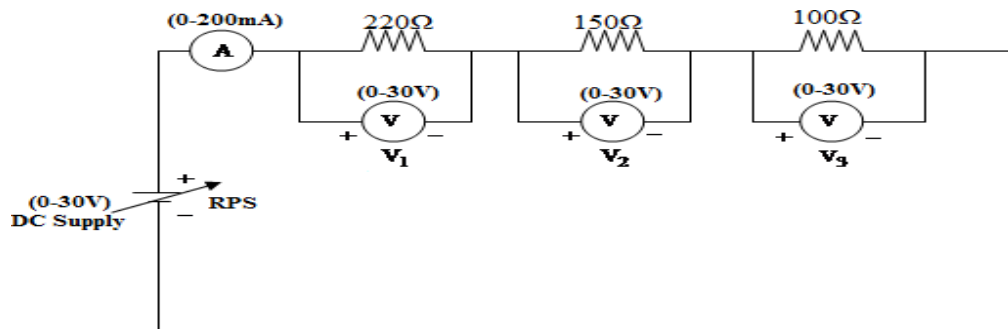 (0-200mA)
220Ω
150Ω
100Ω
A
(0-30V)
(0-30V)
(0-30V)
V
V
V
+ −
+ −
+ −
V1
V2
V3
+
(0-30V)
DC Supply
RPS
−